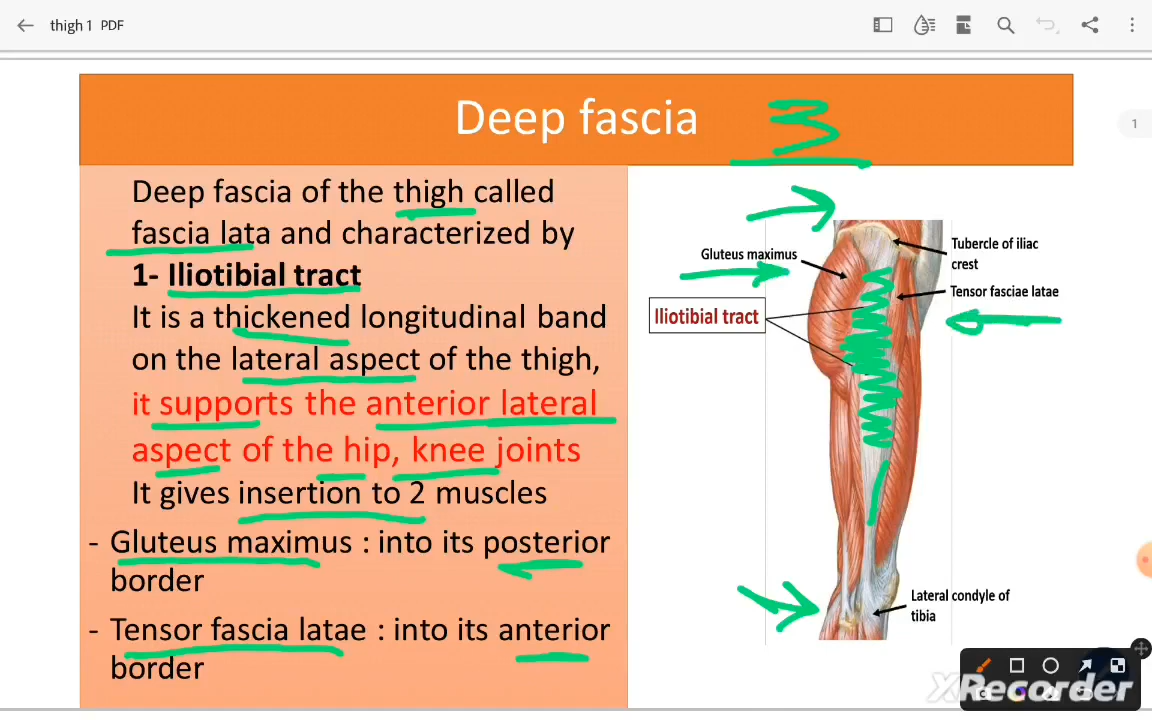 thigh 1 PDF
Deep fascia 3
1
Deep fascia of the thigh called
fascia lata and characterized by
1- Iliotibial tract
It is a thickened longitudinal band
on the lateral aspect of the thigh,
it supports the anterior lateral
aspect of the hip, knee joints
It gives insertion to 2 muscles
- Gluteus maximus : into its posterior
border
- Tensor fascia latae : into its anterior
border
Gluteus maximus
Tubercle of iliac
crest
Tensor fasciae latae
Iliotibial tract
Lateral condyle of
tibia
XRecorder